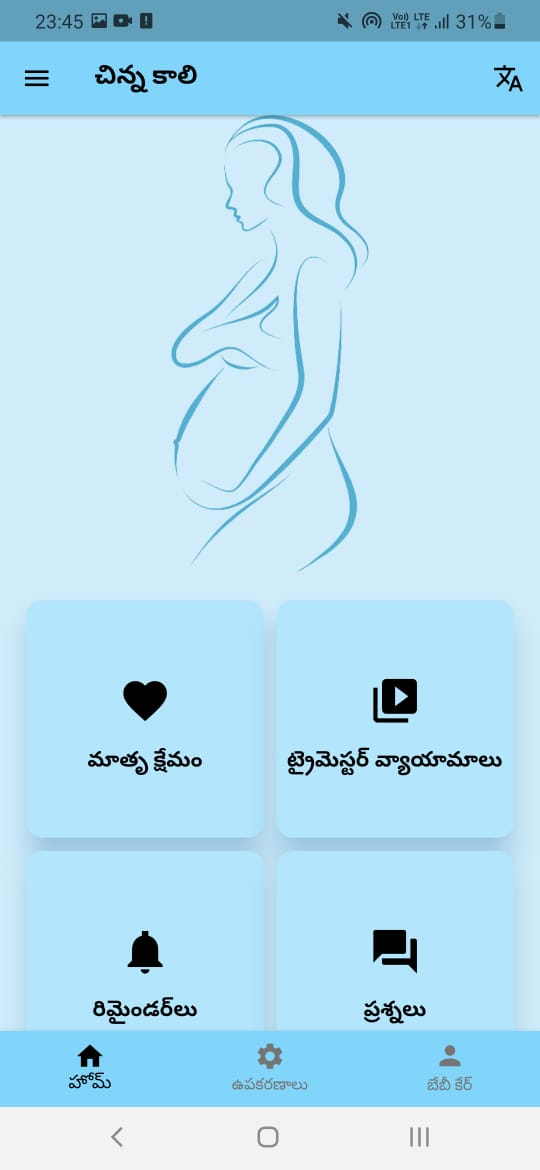 23:45 Vo)) LTE LTE1 31%
చిన్న కాలి
మాతృ క్షేమం
ట్రైమెస్టర్ వ్యాయామాలు
రిమైండర్‌లు
ప్రశ్నలు
హోమ్
ఉపకరణాలు
బేబీ కేర్